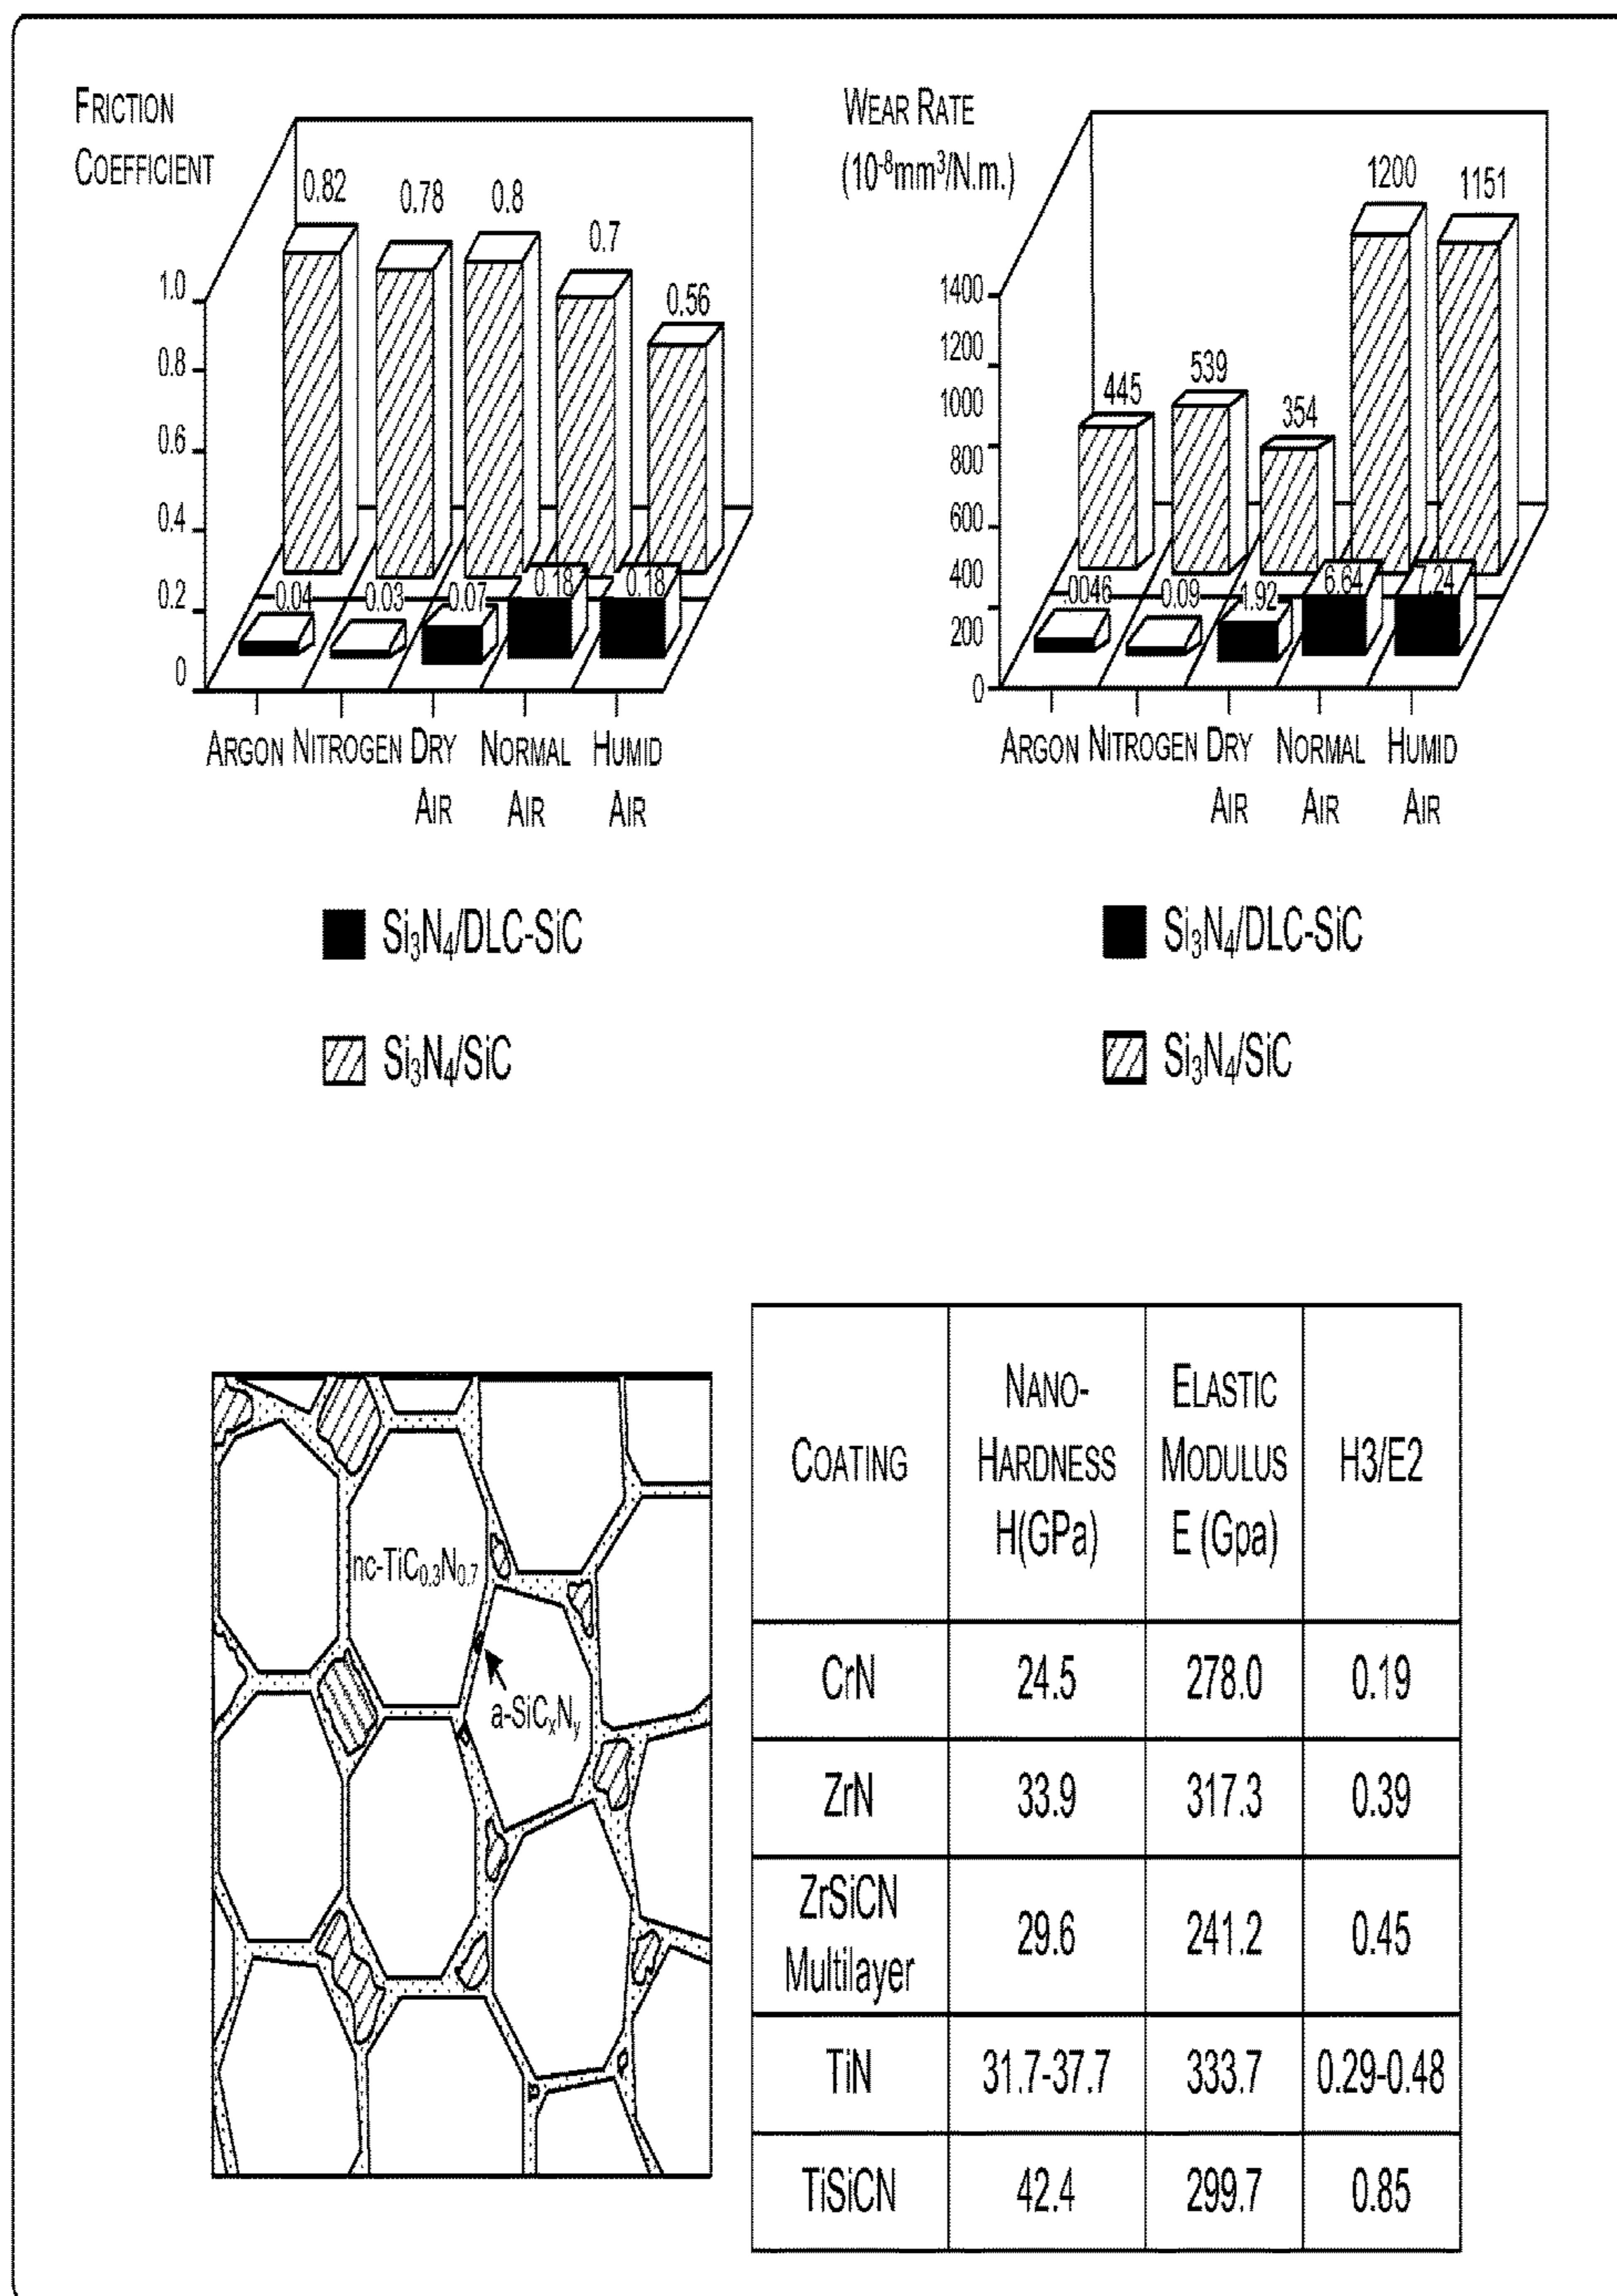 FRICTION
COEFFICIENT
0.82
0.78
0.8
0.7
0.56
1.0
0.8
0.6
0.4
0.2
0
0.04
0.03
0.07
0.18
0.18
ARGON NITROGEN DRY NORMAL HUMID
AIR AIR AIR
Si₃N₄/DLC-SiC
Si₃N₄/SiC
WEAR RATE
(10⁻⁸mm³/N.m.)
1200
1151
445
539
354
1400
1200
1000
800
600
400
200
0
.0046
0.09
1.92
6.64
7.24
ARGON NITROGEN DRY NORMAL HUMID
AIR AIR AIR
Si₃N₄/DLC-SiC
Si₃N₄/SiC
nc-TiC₀.₃N₀.₇
a-SiCₓNᵧ
COATING
NANO-
HARDNESS
H(GPa)
ELASTIC
MODULUS
E (Gpa)
H3/E2
CrN 24.5 278.0 0.19
ZrN 33.9 317.3 0.39
ZrSiCN
Multilayer
29.6 241.2 0.45
TiN 31.7-37.7 333.7 0.29-0.48
TiSiCN 42.4 299.7 0.85